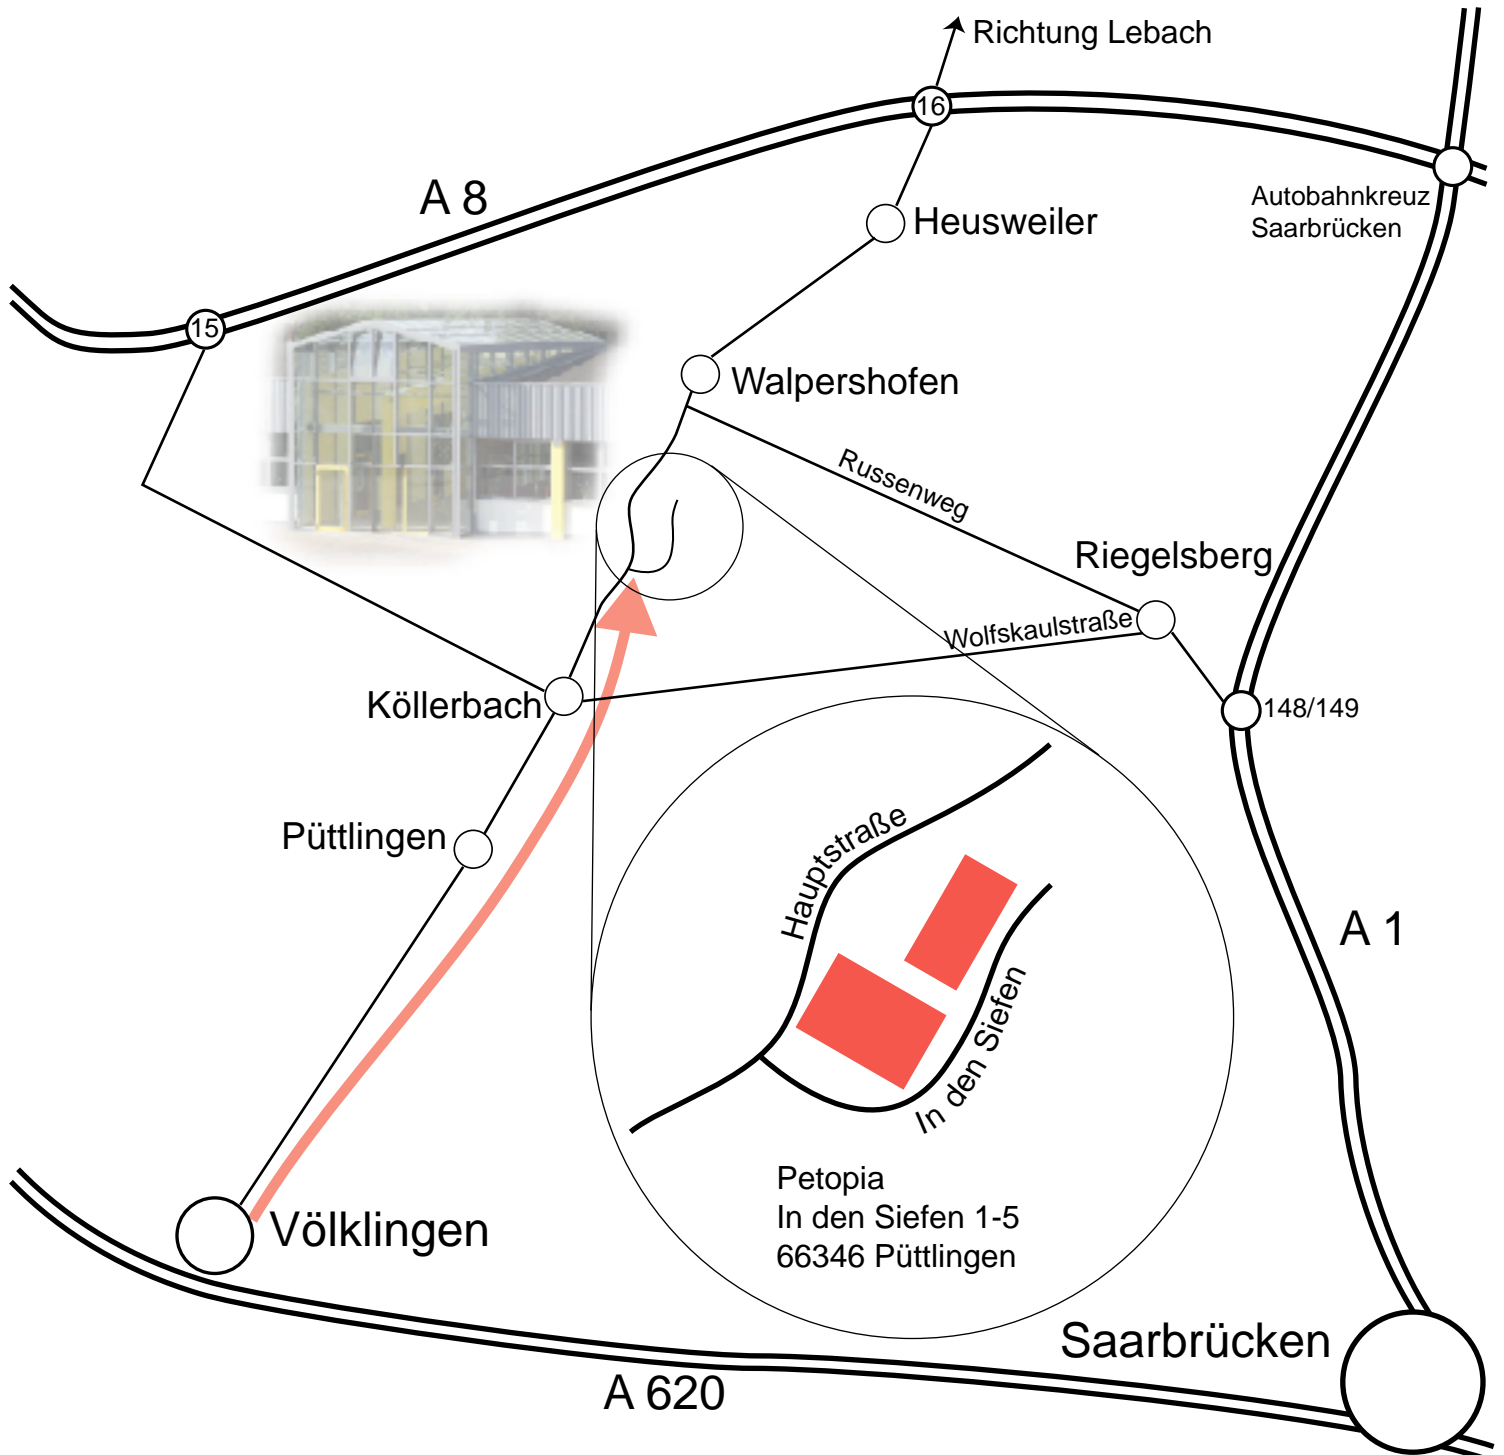 Richtung Lebach
16
A 8
Autobahnkreuz
Saarbrücken
Heusweiler
15
Walpershofen
Russenweg
Riegelsberg
Wolfskaulstraße
Köllerbach
148/149
Püttlingen
Hauptstraße
A 1
In den Siefen
Petopia
In den Siefen 1-5
66346 Püttlingen
Völklingen
Saarbrücken
A 620